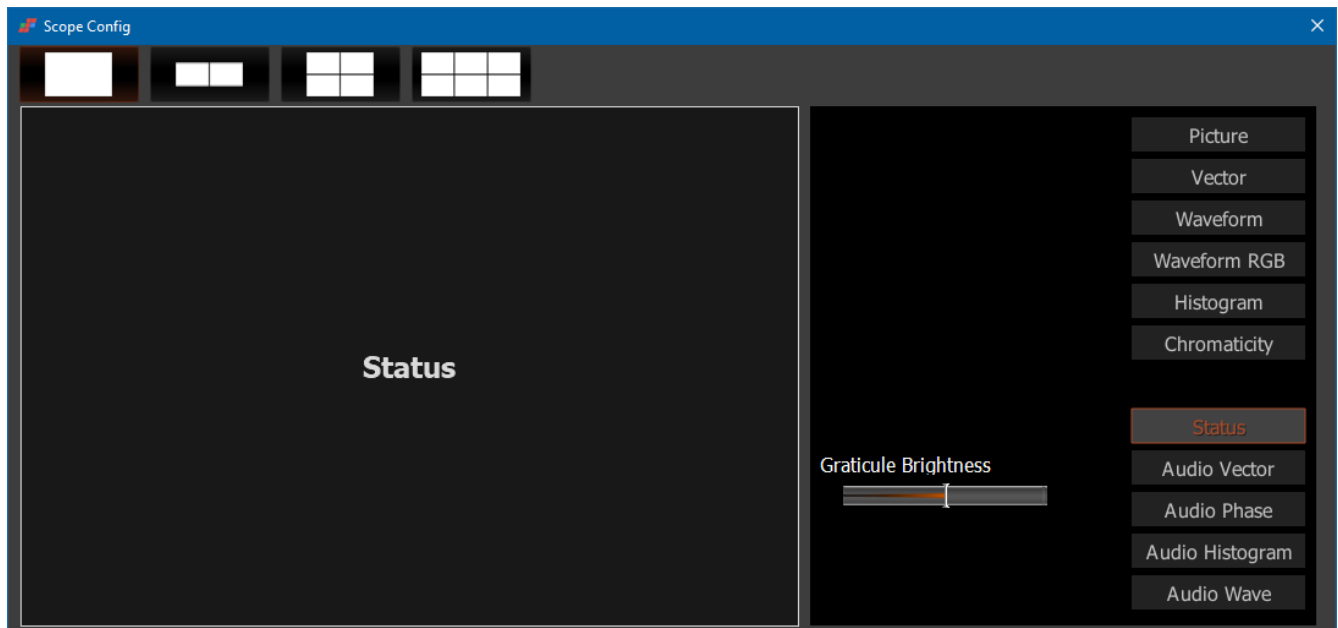 Scope Config
Status
Picture
Vector
Waveform
Waveform RGB
Histogram
Chromaticity
Status
Graticule Brightness
Audio Vector
Audio Phase
Audio Histogram
Audio Wave